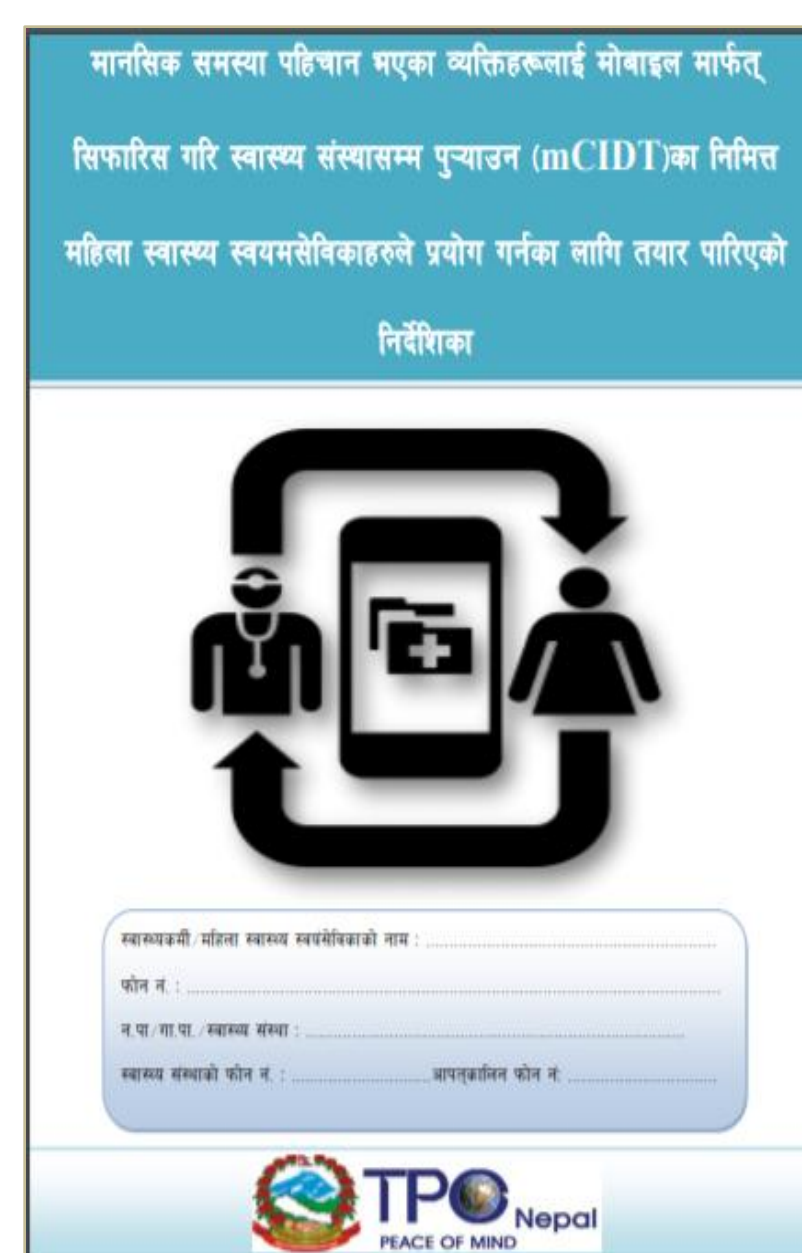 मानसिक समस्या पहिचान भएका व्यक्तिहरूलाई मोबाइल मार्फत्
सिफारिस गरि स्वास्थ्य संस्थासम्म पुऱ्याउन (mCIDT)का निमित्त
महिला स्वास्थ्य स्वयमसेविकाहरुले प्रयोग गर्नका लागि तयार पारिएको
निर्देशिका
स्वास्थ्यकर्मी/महिला स्वास्थ्य स्वयंसेविकाको नाम : ........................................
फोन नं. : ........................................
न.पा/गा.पा./स्वास्थ्य संस्था : ........................................
स्वास्थ्य संस्थाको फोन नं. : .................... आपत्कालिन फोन नं: ....................
TPO Nepal
PEACE OF MIND